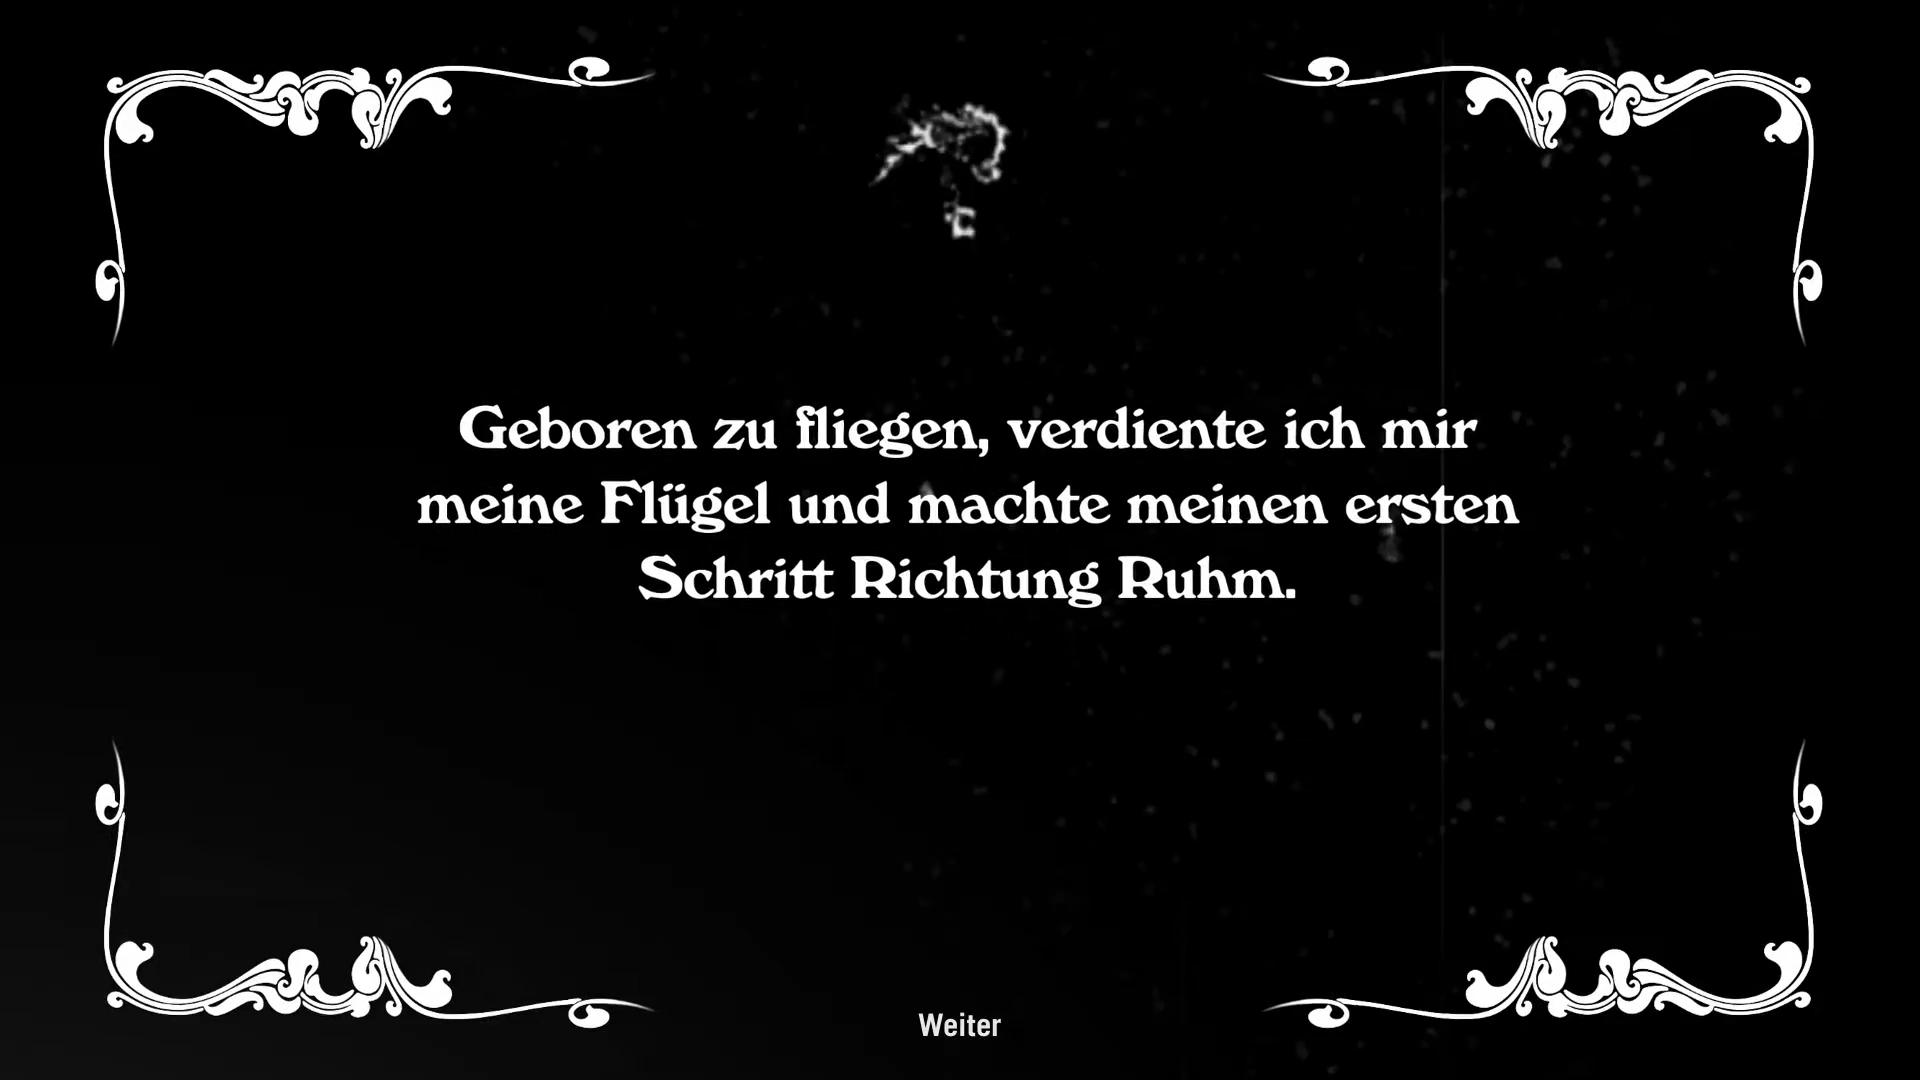 Geboren zu fliegen, verdiente ich mir
meine Flügel und machte meinen ersten
Schritt Richtung Ruhm.
Weiter